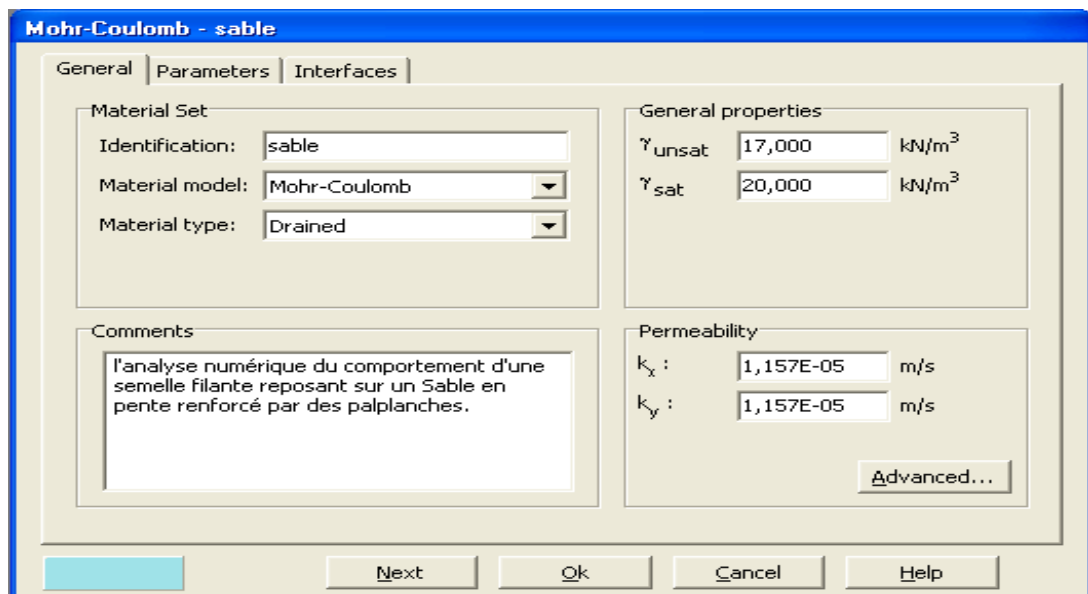 Mohr-Coulomb - sable
General Parameters Interfaces
Material Set
Identification: sable
Material model: Mohr-Coulomb
Material type: Drained
General properties
γunsat 17,000 kN/m³
γsat 20,000 kN/m³
Comments
l'analyse numérique du comportement d'une
semelle filante reposant sur un Sable en
pente renforcé par des palplanches.
Permeability
kx : 1,157E-05 m/s
ky : 1,157E-05 m/s
Advanced...
Next Ok Cancel Help